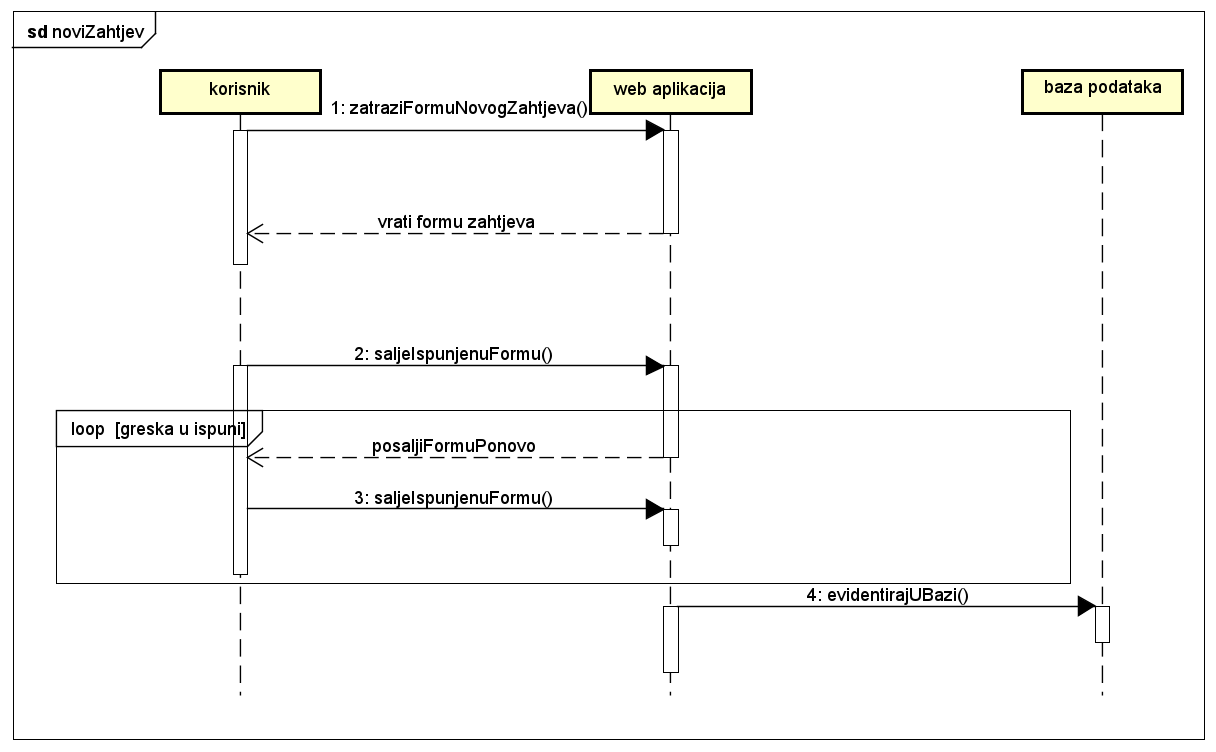 sd noviZahtjev
korisnik
web aplikacija
baza podataka
1: zatraziFormuNovogZahtjeva()
vrati formu zahtjeva
2: saljeIspunjenuFormu()
loop [greska u ispuni]
posaljiFormuPonovo
3: saljeIspunjenuFormu()
4: evidentirajUBazi()